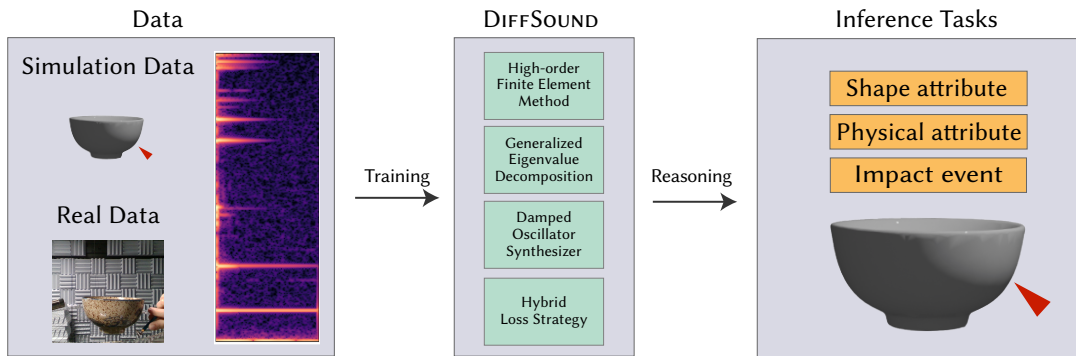 Data
Simulation Data
Real Data
Training
DIFFSOUND
High-order
Finite Element
Method
Generalized
Eigenvalue
Decomposition
Damped
Oscillator
Synthesizer
Hybrid
Loss Strategy
Reasoning
Inference Tasks
Shape attribute
Physical attribute
Impact event